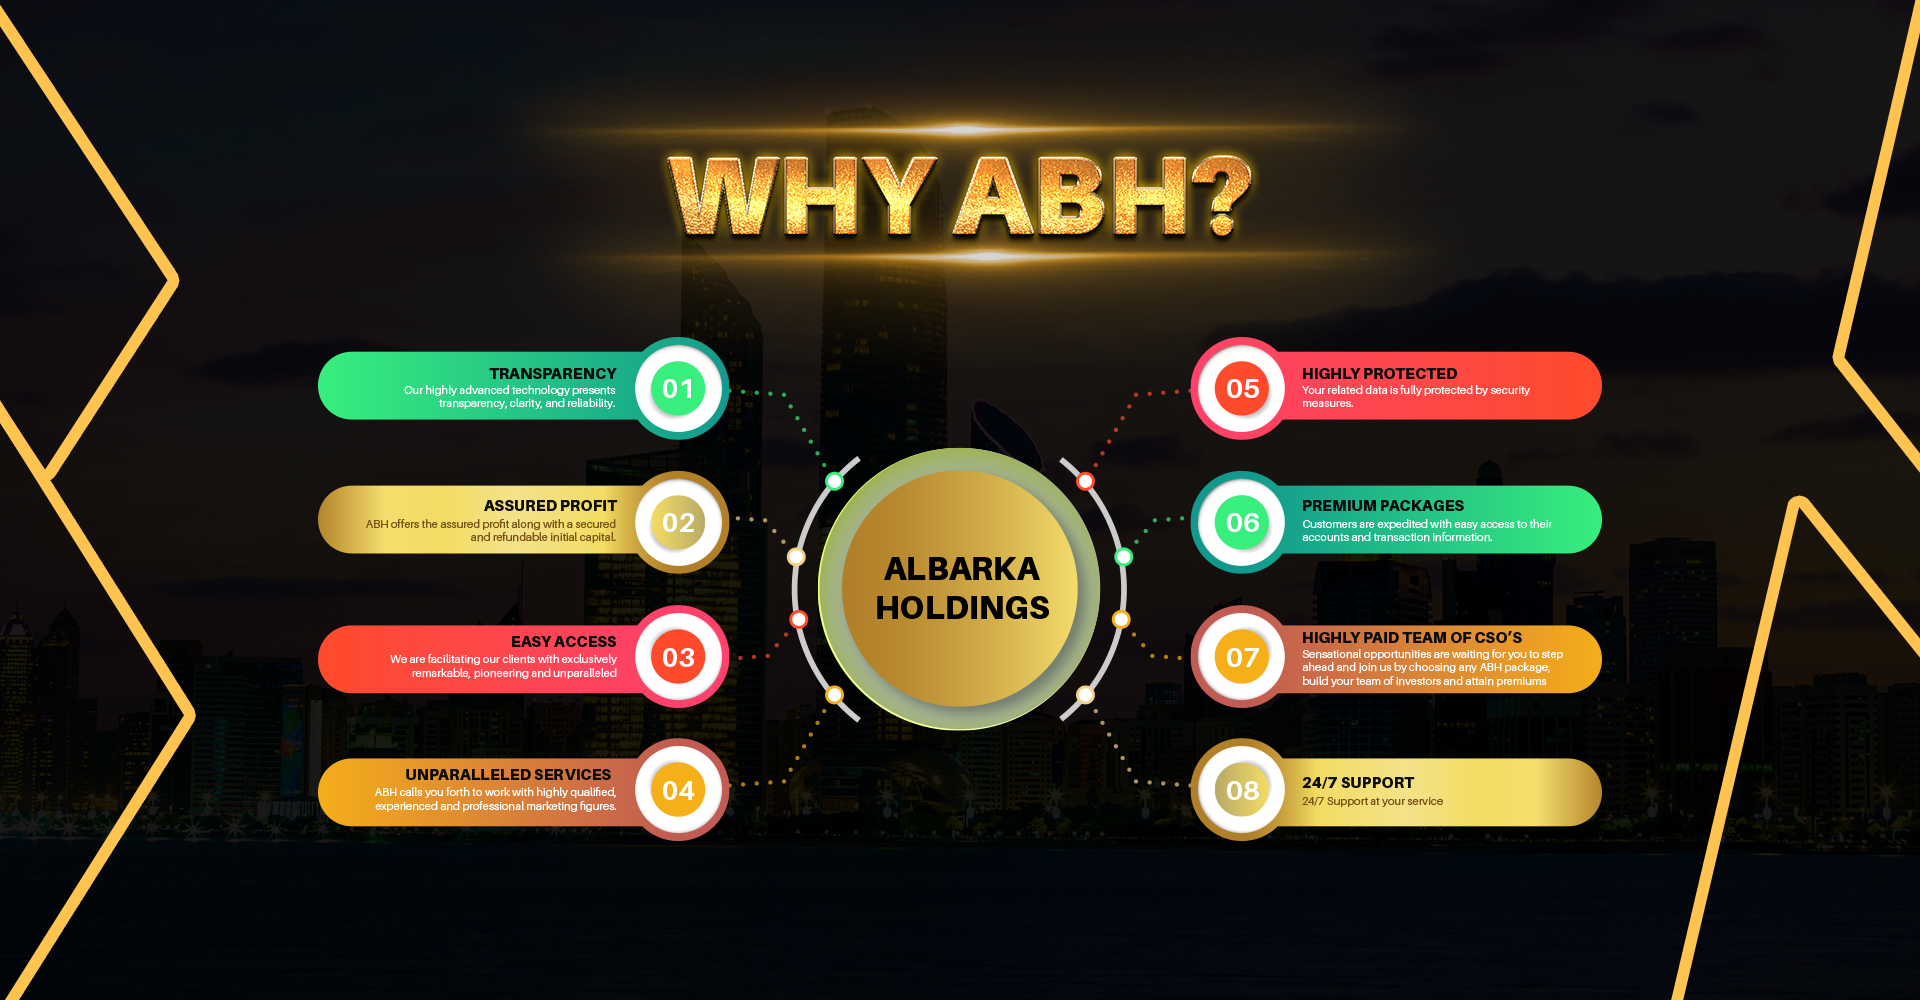 WHY ABH?
01
TRANSPARENCY
Our highly advanced technology presents
transparency, clarity, and reliability.
02
ASSURED PROFIT
ABH offers the assured profit along with a secured
and refundable initial capital.
03
EASY ACCESS
We are facilitating our clients with exclusively
remarkable, pioneering and unparalleled
04
UNPARALLELED SERVICES
ABH calls you forth to work with highly qualified,
experienced and professional marketing figures.
ALBARKA
HOLDINGS
05
HIGHLY PROTECTED
Your related data is fully protected by security
measures.
06
PREMIUM PACKAGES
Customers are expedited with easy access to their
accounts and transaction information.
07
HIGHLY PAID TEAM OF CSO'S
Sensational opportunities are waiting for you to step
ahead and join us by choosing any ABH package,
build your team of investors and attain premiums
08
24/7 SUPPORT
24/7 Support at your service